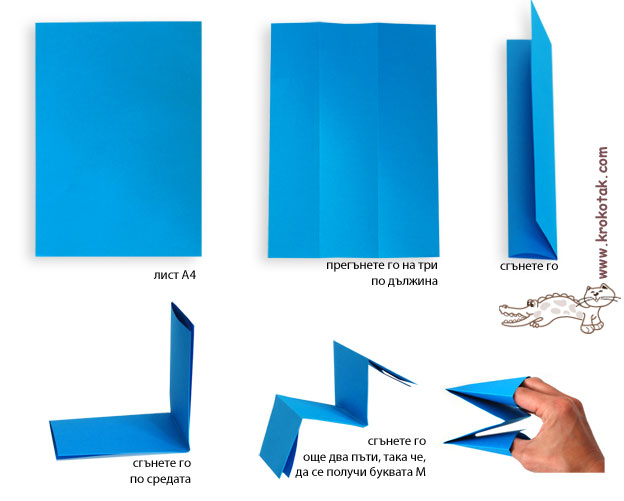 лист А4
прегънете го на три
по дължина
сгънете го
www.krokotak.com
сгънете го
по средата
сгънете го
още два пъти, така че,
да се получи буквата М